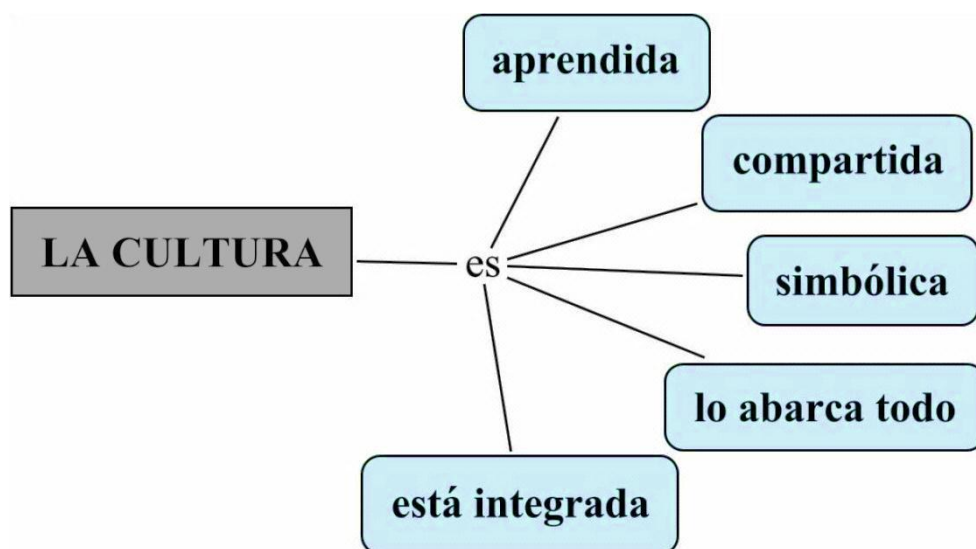 aprendida
compartida
LA CULTURA
es
simbólica
lo abarca todo
está integrada